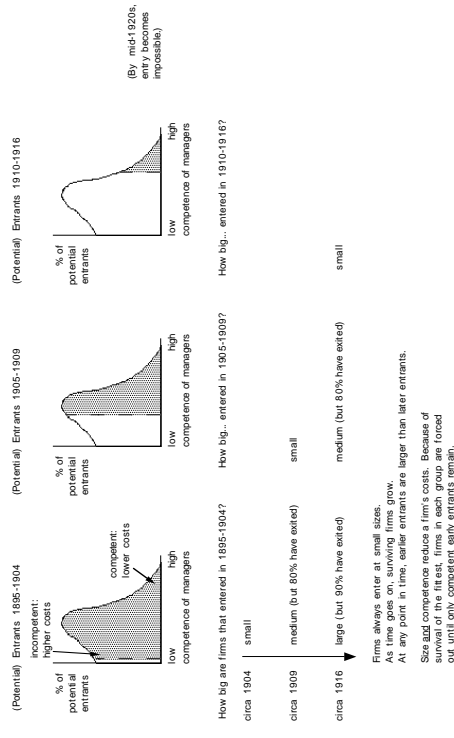 (Potential) Entrants 1895-1904
incompetent:
higher costs
% of
potential
entrants
competent:
lower costs
low
high
competence of managers
(Potential) Entrants 1905-1909
% of
potential
entrants
low
high
competence of managers
(Potential) Entrants 1910-1916
% of
potential
entrants
low
high
competence of managers
(By mid-1920s,
entry becomes
impossible.)
How big are firms that entered in 1895-1904?
How big... entered in 1905-1909?
How big... entered in 1910-1916?
circa 1904 small
circa 1909 medium (but 80% have exited) small
circa 1916 large (but 90% have exited) medium (but 80% have exited) small
Firms always enter at small sizes.
As time goes on, surviving firms grow.
At any point in time, earlier entrants are larger than later entrants.
Size and competence reduce a firm's costs. Because of
survival of the fittest, firms in each group are forced
out until only competent early entrants remain.